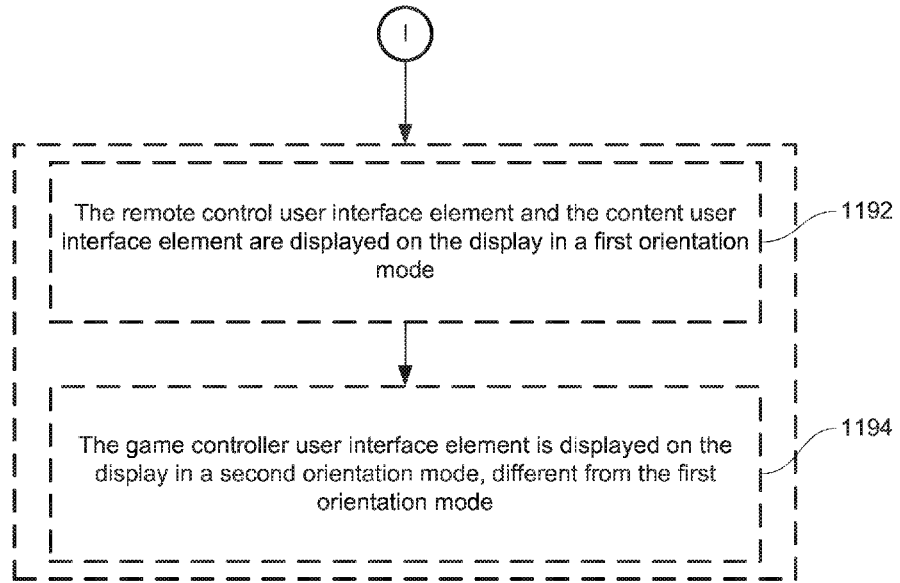 I
The remote control user interface element and the content user
interface element are displayed on the display in a first orientation
mode
1192
The game controller user interface element is displayed on the
display in a second orientation mode, different from the first
orientation mode
1194